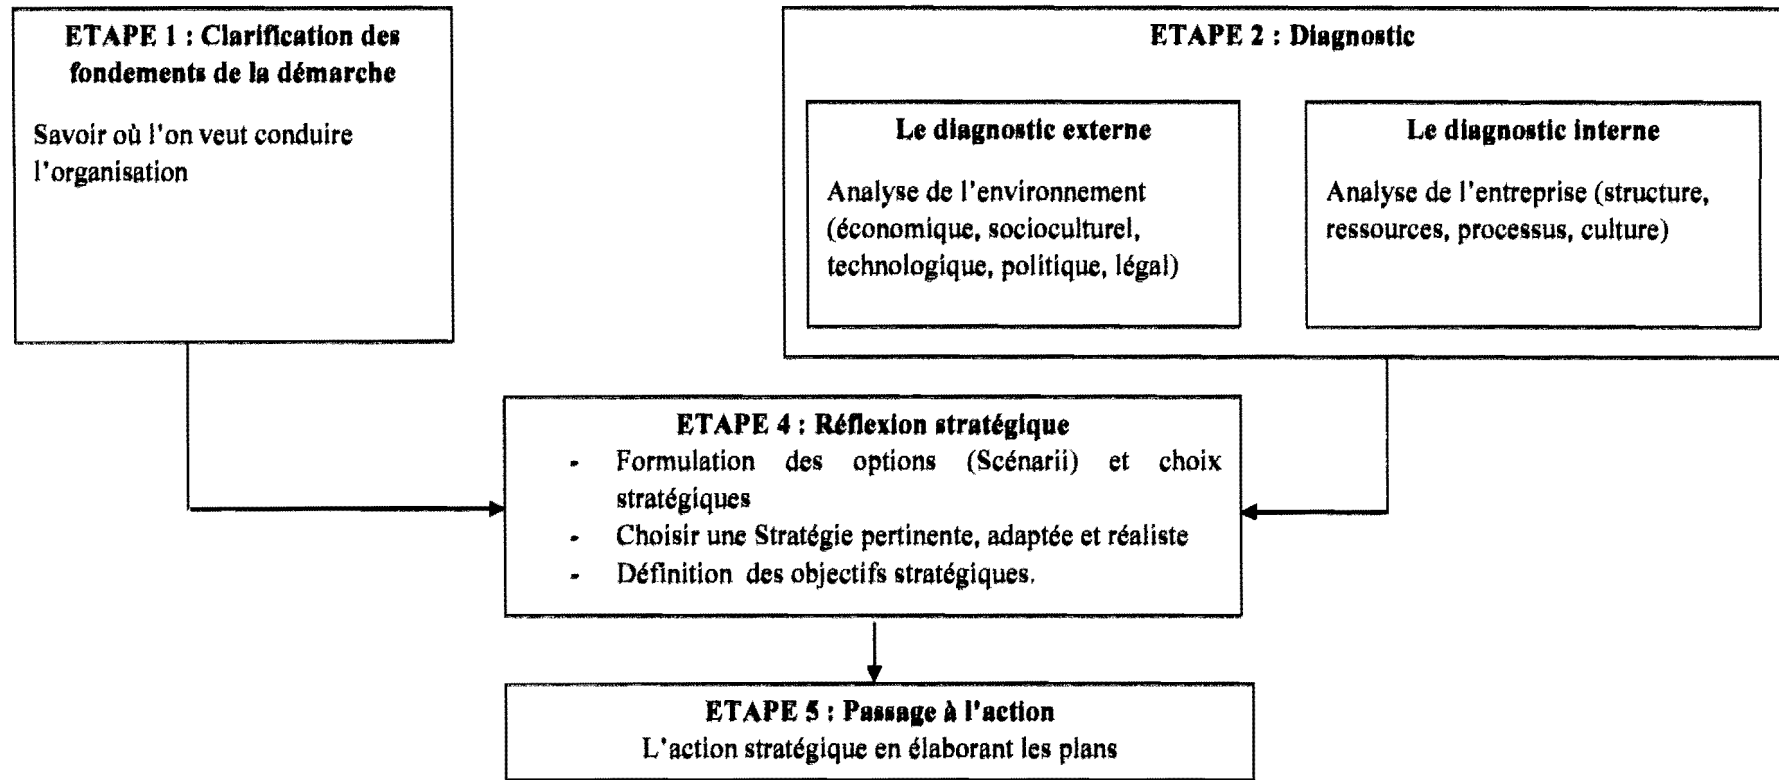 ETAPE 1 : Clarification des
fondements de la démarche
Savoir où l'on veut conduire
l'organisation
ETAPE 2 : Diagnostic
Le diagnostic externe
Analyse de l'environnement
(économique, socioculturel,
technologique, politique, légal)
Le diagnostic interne
Analyse de l'entreprise (structure,
ressources, processus, culture)
ETAPE 4 : Réflexion stratégique
- Formulation des options (Scénarii) et choix
stratégiques
- Choisir une Stratégie pertinente, adaptée et réaliste
- Définition des objectifs stratégiques.
ETAPE 5 : Passage à l'action
L'action stratégique en élaborant les plans